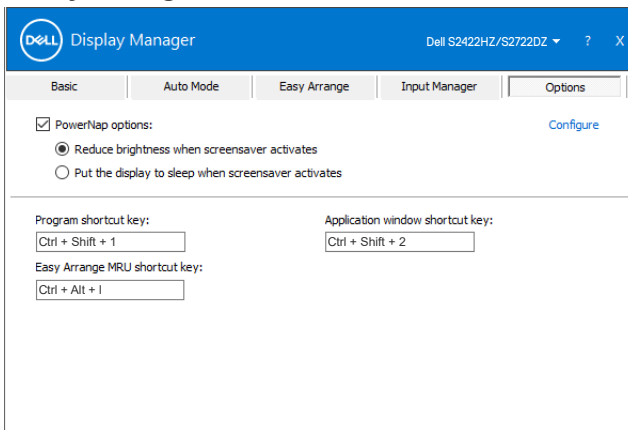 DELL Display Manager Dell S2422HZ/S2722DZ ? X
Basic Auto Mode Easy Arrange Input Manager Options
PowerNap options: Configure
Reduce brightness when screensaver activates
Put the display to sleep when screensaver activates
Program shortcut key: Application window shortcut key:
Ctrl + Shift + 1 Ctrl + Shift + 2
Easy Arrange MRU shortcut key:
Ctrl + Alt + l